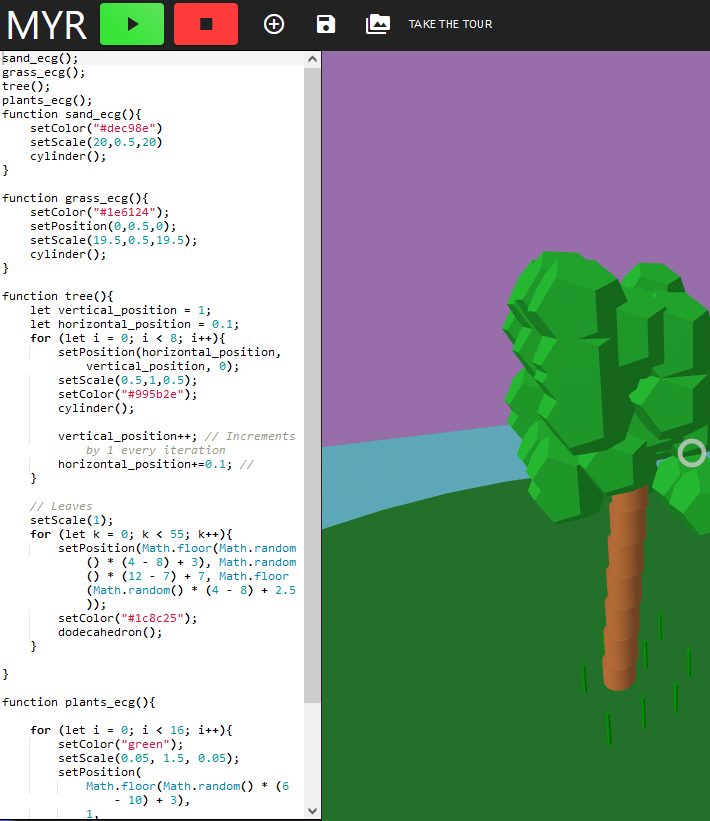 MYR
TAKE THE TOUR
sand_ecg();
grass_ecg();
tree();
plants_ecg();
function sand_ecg(){
    setColor("#dec98e")
    setScale(20,0.5,20)
    cylinder();
}
function grass_ecg(){
    setColor("#1e6124");
    setPosition(0,0.5,0);
    setScale(19.5,0.5,19.5);
    cylinder();
}
function tree(){
    let vertical_position = 1;
    let horizontal_position = 0.1;
    for (let i = 0; i < 8; i++){
        setPosition(horizontal_position,
            vertical_position, 0);
        setScale(0.5,1,0.5);
        setColor("#995b2e");
        cylinder();
        vertical_position++; // Increments
            by 1 every iteration
        horizontal_position+=0.1; //
    }
    // Leaves
    setScale(1);
    for (let k = 0; k < 55; k++){
        setPosition(Math.floor(Math.random
            () * (4 - 8) + 3), Math.random
            () * (12 - 7) + 7, Math.floor
            (Math.random() * (4 - 8) + 2.5
            ));
        setColor("#1c8c25");
        dodecahedron();
    }
}
function plants_ecg(){
    for (let i = 0; i < 16; i++){
        setColor("green");
        setScale(0.05, 1.5, 0.05);
        setPosition(
            Math.floor(Math.random() * (6
                - 10) + 3),
            1,